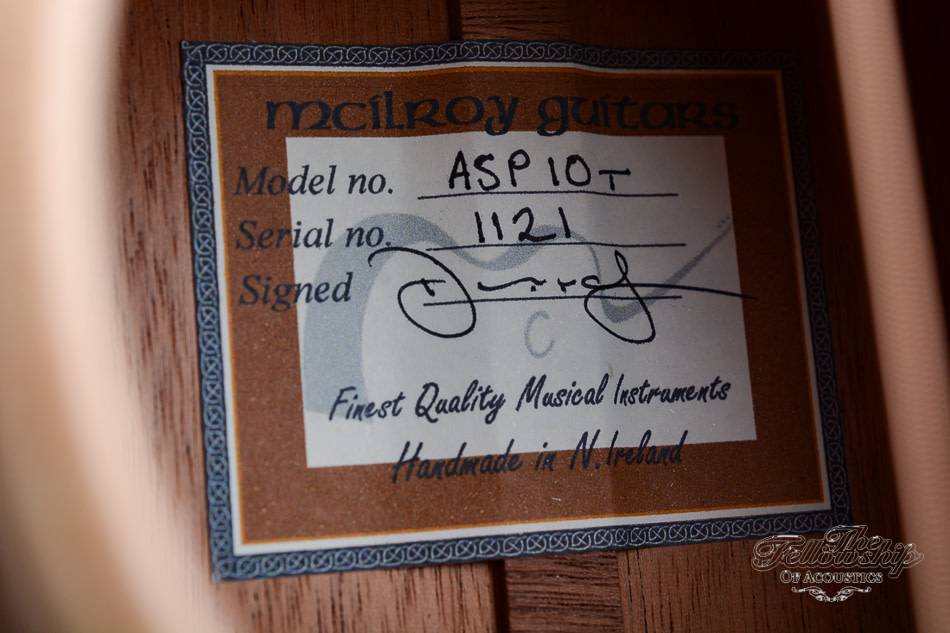 mcilroy guitars
Model no. ASP10T
Serial no. 1121
Signed
C
Finest Quality Musical Instruments
Handmade in N.Ireland
The
Fellowship
OF ACOUSTICS